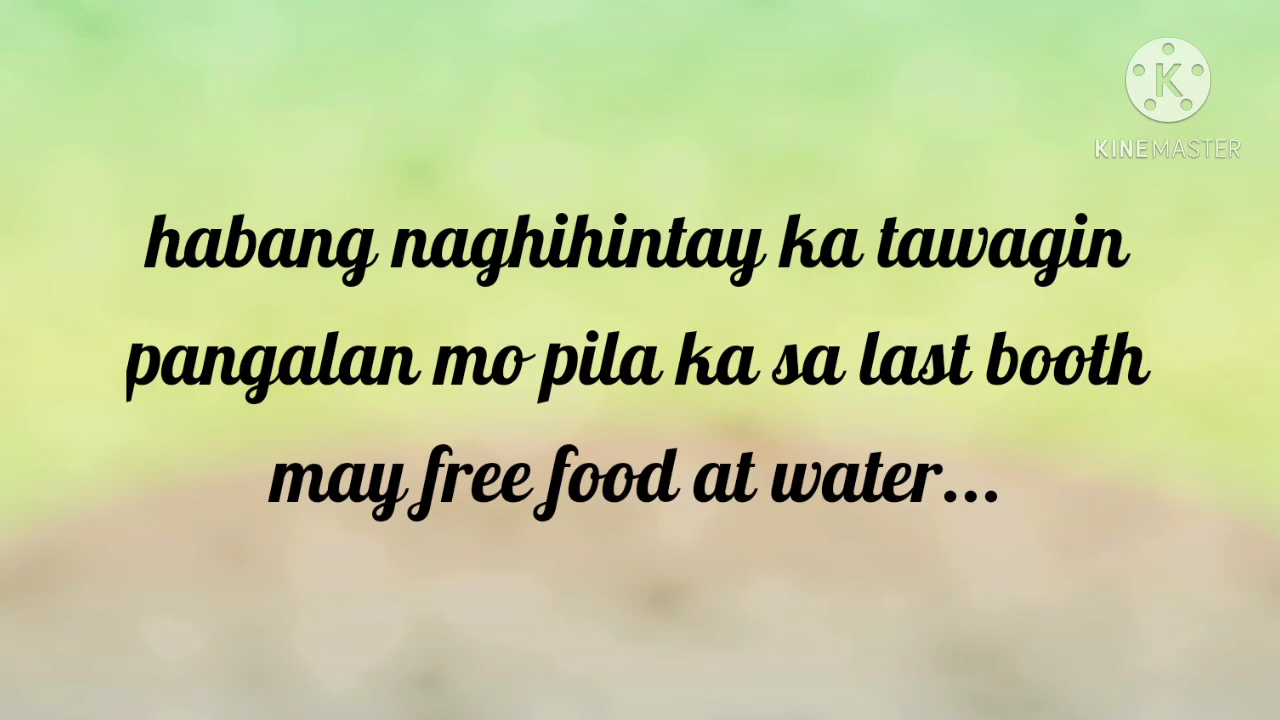 K
KINEMASTER
habang naghihintay ka tawagin
pangalan mo pila ka sa last booth
may free food at water...